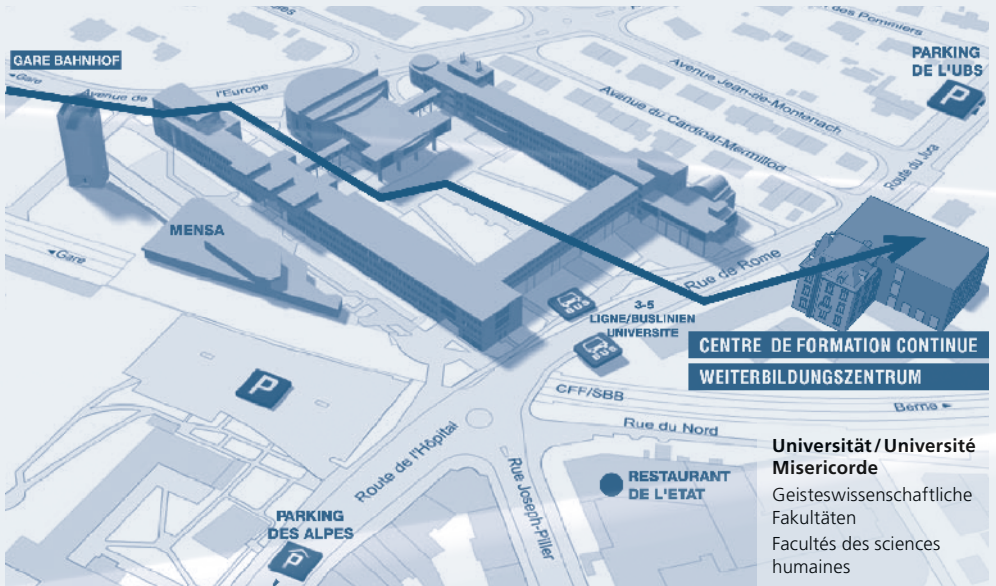 des Pommiers
PARKING
DE L'UBS
P
GARE BAHNHOF
Gare
Avenue de l'Europe
Avenue Jean-de-Montenach
Avenue du Cardinal-Mermillod
Route du Jura
MENSA
Gare
Rue de Rome
BUS
3-5
LIGNE/BUSLINIEN
UNIVERSITE
BUS
CENTRE DE FORMATION CONTINUE
WEITERBILDUNGSZENTRUM
P
CFF/SBB
Berne
Rue du Nord
Route de l'Hôpital
Rue Joseph-Piller
RESTAURANT
DE L'ETAT
PARKING
DES ALPES
P
Universität/Université
Misericorde
Geisteswissenschaftliche
Fakultäten
Facultés des sciences
humaines